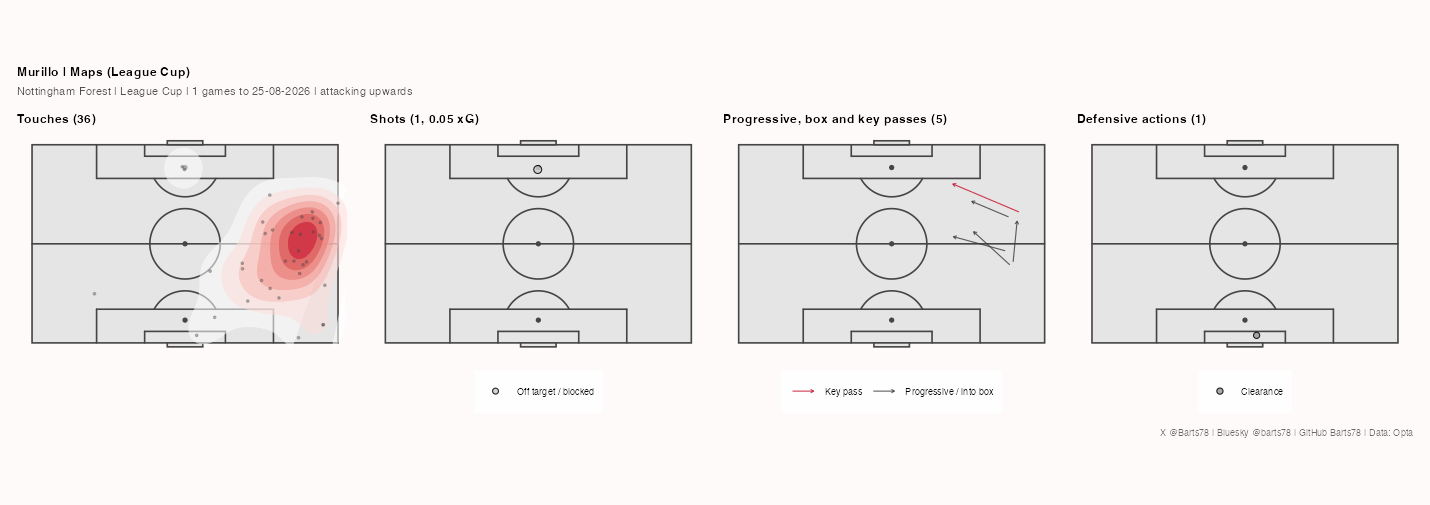 Murillo | Maps (League Cup)
Nottingham Forest | League Cup | 1 games to 25-08-2026 | attacking upwards
Touches (36)
Shots (1, 0.05 xG)
Progressive, box and key passes (5)
Defensive actions (1)
Off target / blocked
Key pass
Progressive / into box
Clearance
X @Barts78 | Bluesky @barts78 | GitHub Barts78 | Data: Opta